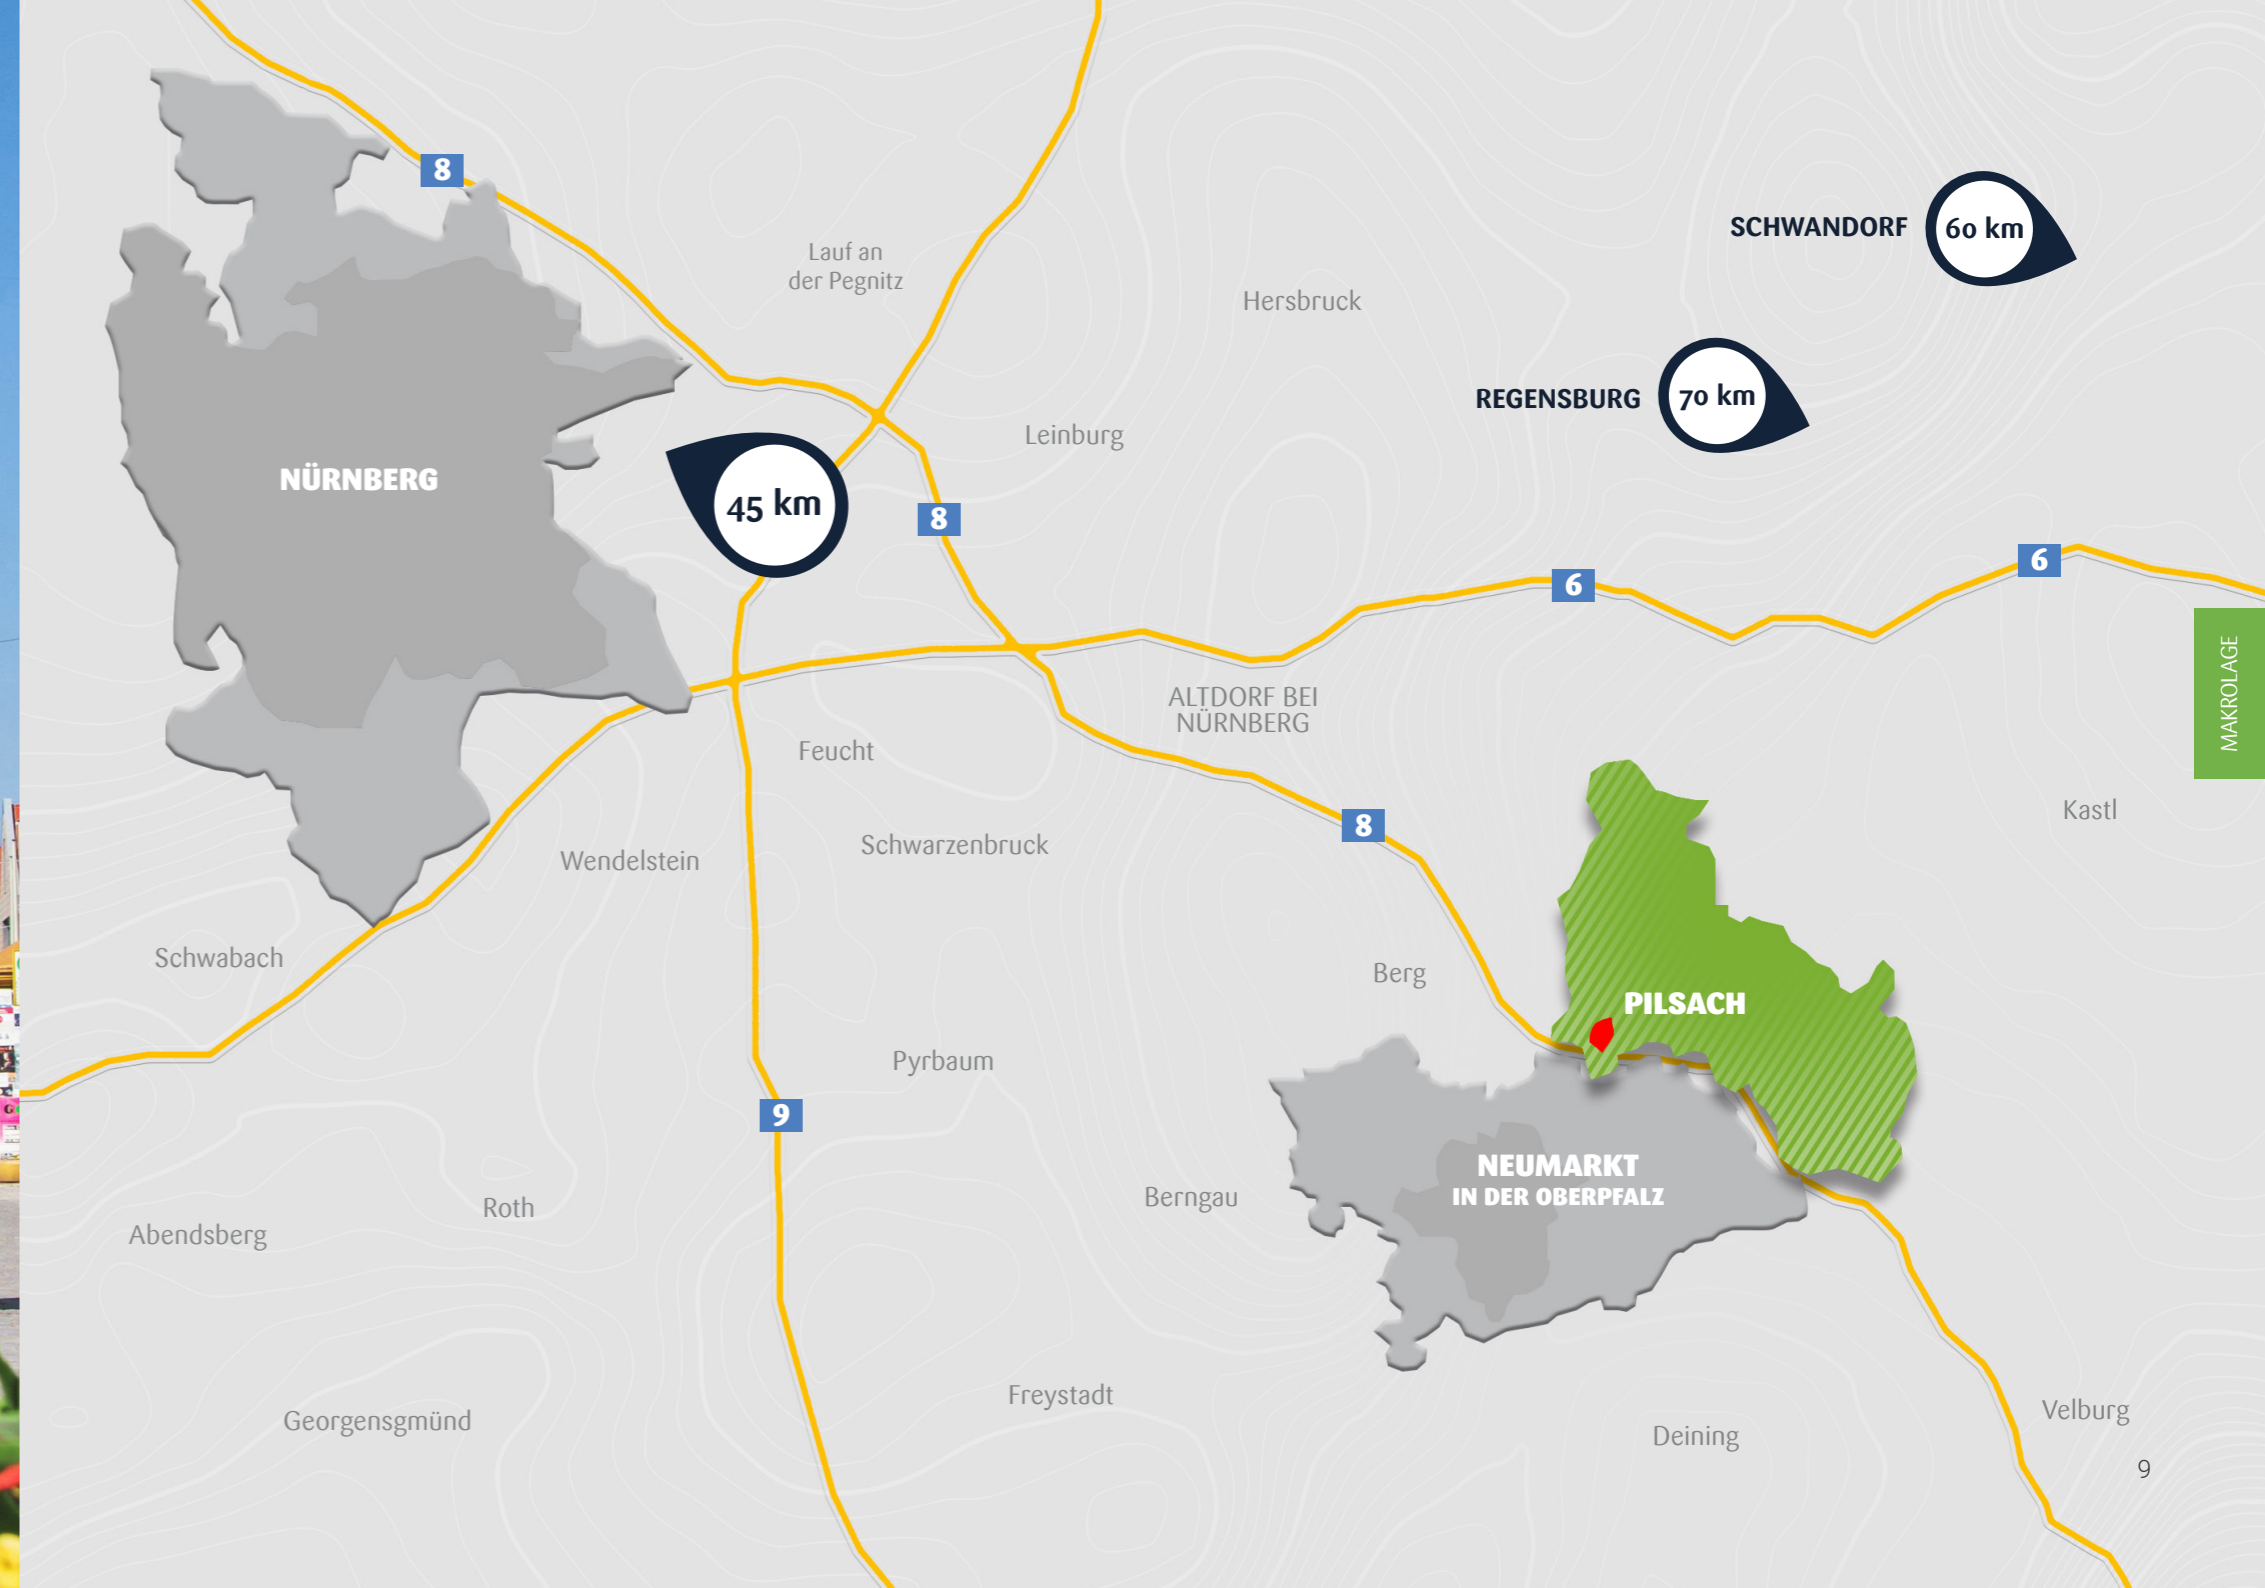 8
SCHWANDORF 60 km
Lauf an
der Pegnitz
Hersbruck
REGENSBURG 70 km
Leinburg
NÜRNBERG
45 km
8
6
6
MAKROLAGE
ALTDORF BEI
NÜRNBERG
Feucht
Kastl
8
Schwarzenbruck
Wendelstein
Schwabach
Berg
PILSACH
Pyrbaum
9
NEUMARKT
IN DER OBERPFALZ
Berngau
Roth
Abendsberg
Freystadt
Velburg
Georgensgmünd
Deining
9